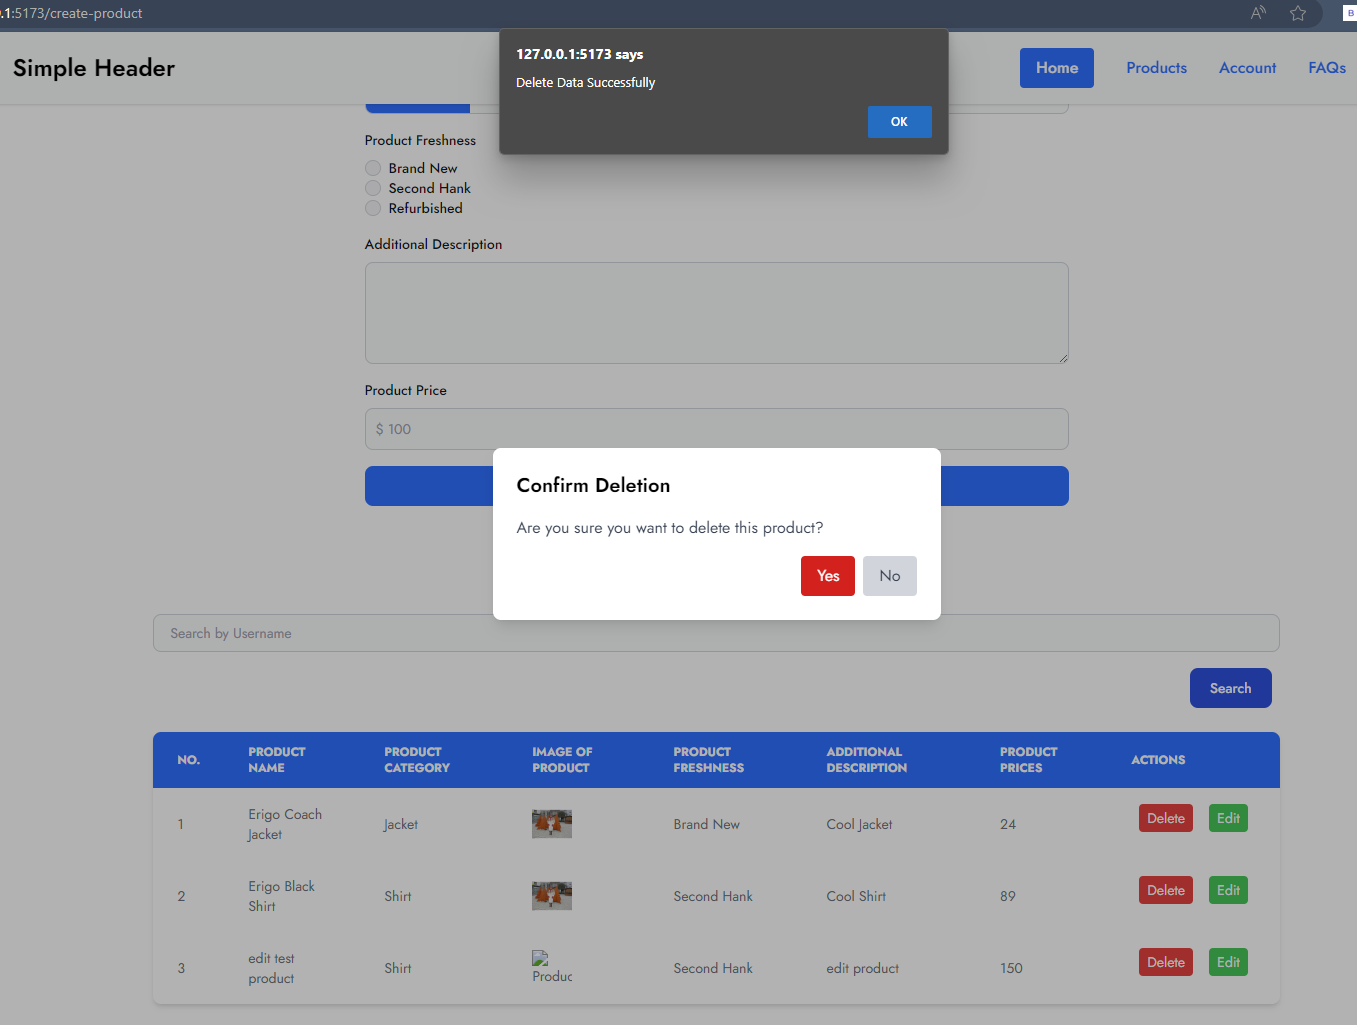 .1:5173/create-product
127.0.0.1:5173 says
Delete Data Successfully
OK
Simple Header
Home
Products
Account
FAQs
Product Freshness
Brand New
Second Hank
Refurbished
Additional Description
Product Price
$ 100
Confirm Deletion
Are you sure you want to delete this product?
Yes
No
Search by Username
Search
NO.
PRODUCT
NAME
PRODUCT
CATEGORY
IMAGE OF
PRODUCT
PRODUCT
FRESHNESS
ADDITIONAL
DESCRIPTION
PRODUCT
PRICES
ACTIONS
1
Erigo Coach
Jacket
Jacket
Brand New
Cool Jacket
24
Delete
Edit
2
Erigo Black
Shirt
Shirt
Second Hank
Cool Shirt
89
Delete
Edit
3
edit test
product
Shirt
Produc
Second Hank
edit product
150
Delete
Edit